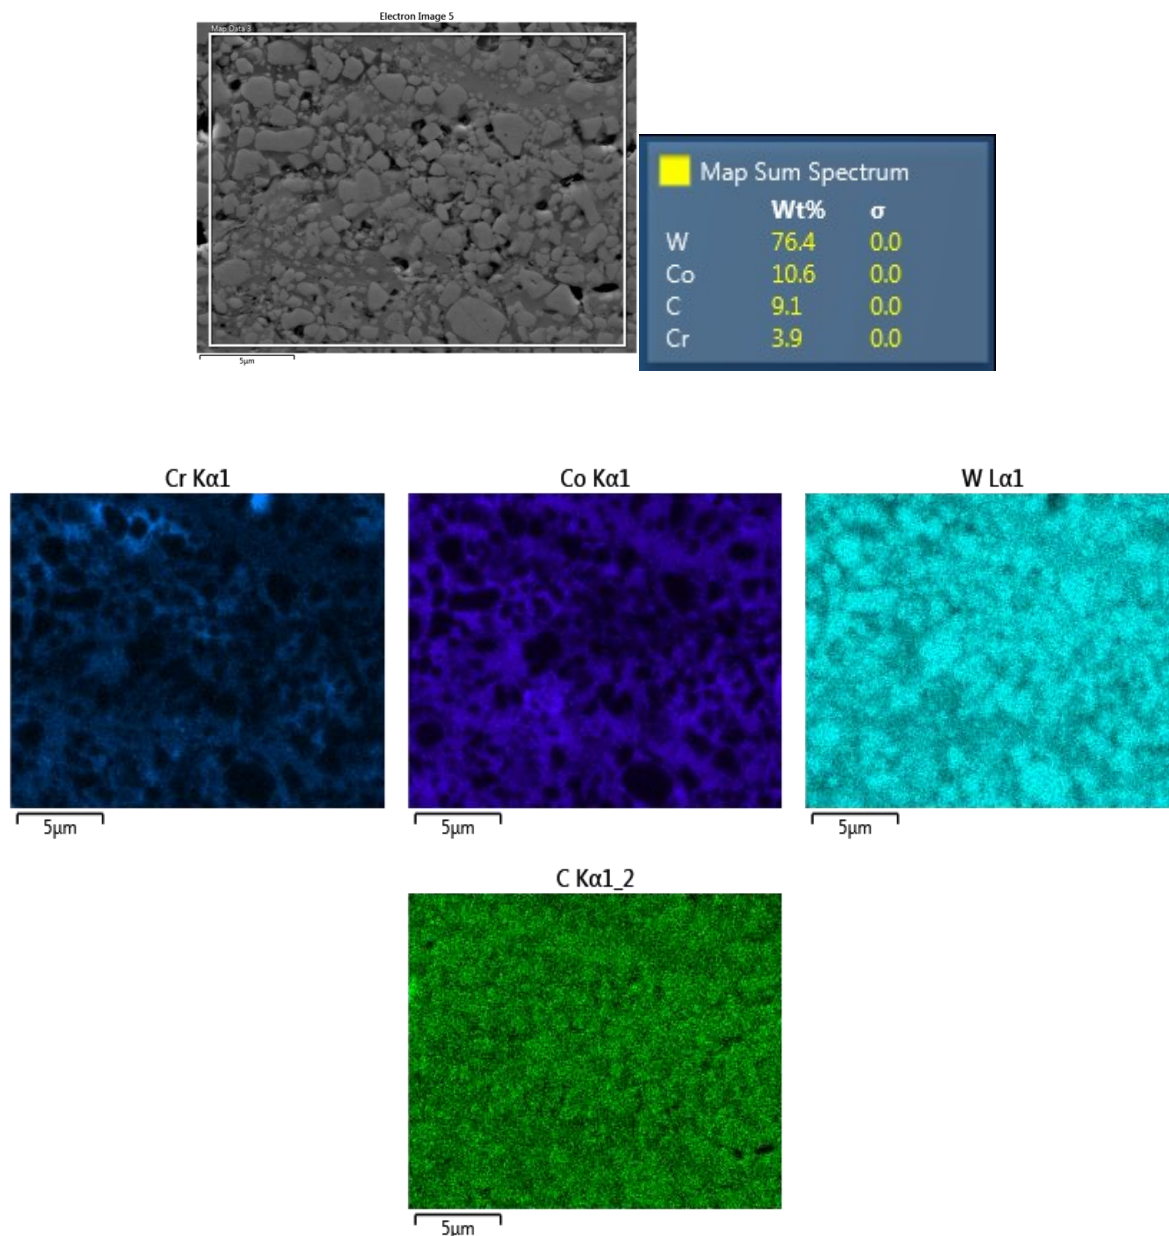 Electron Image 5
Map Data 3
5µm
Map Sum Spectrum
Wt% σ
W 76.4 0.0
Co 10.6 0.0
C 9.1 0.0
Cr 3.9 0.0
Cr Kα1
Co Kα1
W Lα1
5µm
5µm
5µm
C Kα1_2
5µm